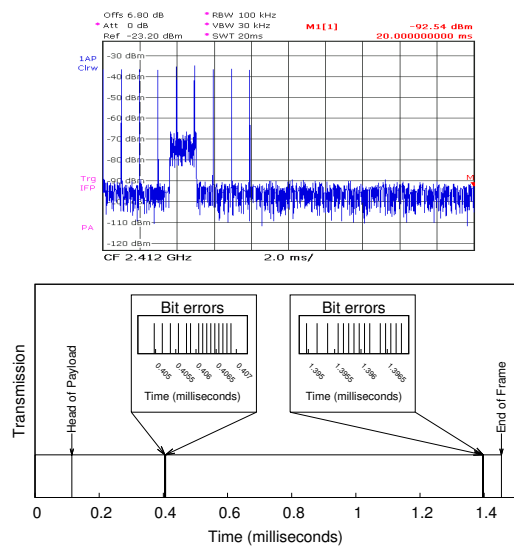 Offs 6.80 dB * RBW 100 kHz
* Att 0 dB * VBW 30 kHz M1[1] -92.54 dBm
Ref -23.20 dBm * SWT 20ms 20.000000000 ms
1AP
Clrw
-30 dBm
-40 dBm
-50 dBm
-60 dBm
-70 dBm
-80 dBm
-90 dBm
M
Trg
IFP
-100 dBm
-110 dBm
PA
-120 dBm
CF 2.412 GHz 2.0 ms/
Bit errors Bit errors
0.405 0.4055 0.406 0.4065 0.407
1.395 1.3955 1.396 1.3965
Time (milliseconds) Time (milliseconds)
Transmission
Head of Payload
End of Frame
0 0.2 0.4 0.6 0.8 1 1.2 1.4
Time (milliseconds)